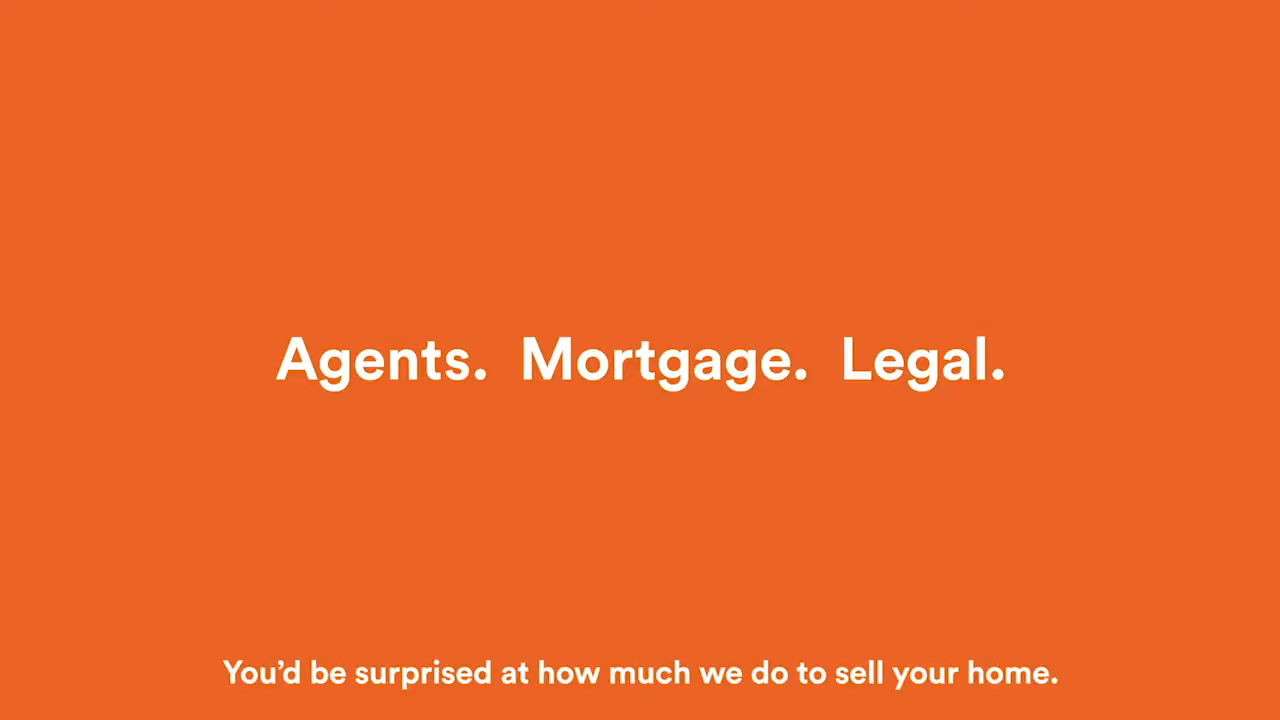 Agents. Mortgage. Legal.
You’d be surprised at how much we do to sell your home.